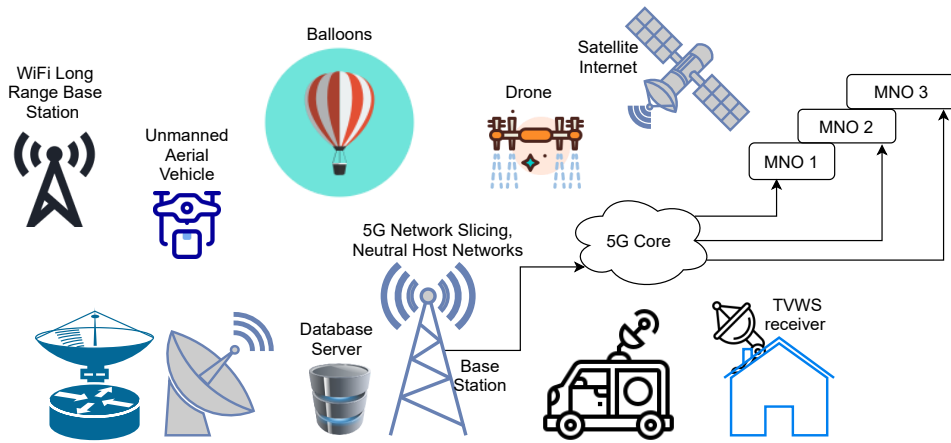 Balloons
Satellite
Internet
WiFi Long
Range Base
Station
Drone
MNO 3
MNO 2
MNO 1
Unmanned
Aerial
Vehicle
5G Network Slicing,
Neutral Host Networks
5G Core
Database
Server
Base
Station
TVWS
receiver